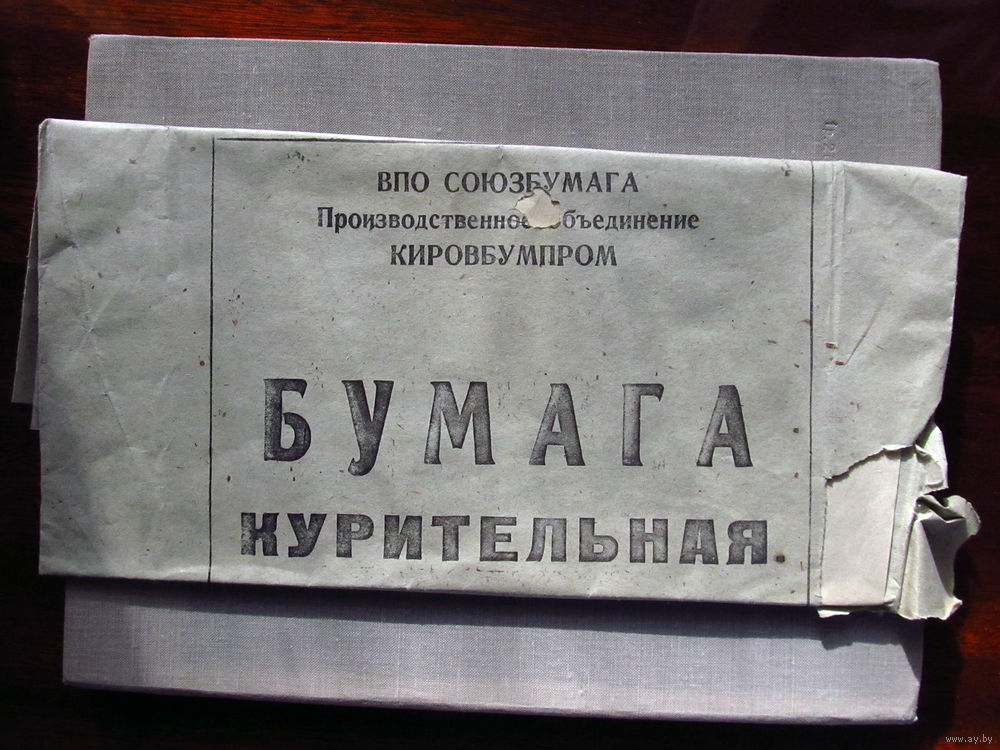 ВПО СОЮЗБУМАГА
Производственное объединение
КИРОВБУМПРОМ
БУМАГА
КУРИТЕЛЬНАЯ
www.ay.by